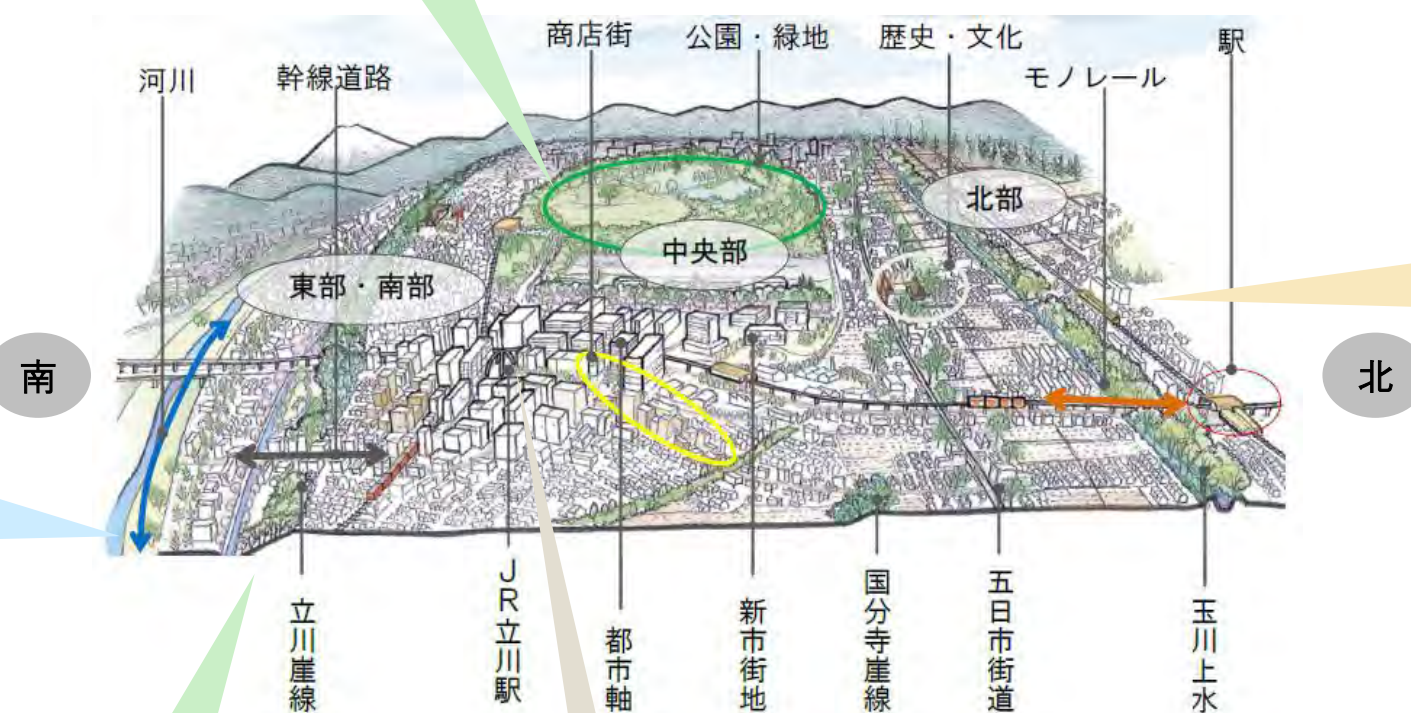 商店街
公園・緑地
歴史・文化
駅
河川
幹線道路
モノレール
北部
中央部
東部・南部
南
北
立川崖線
JR立川駅
都市軸
新市街地
国分寺崖線
五日市街道
玉川上水